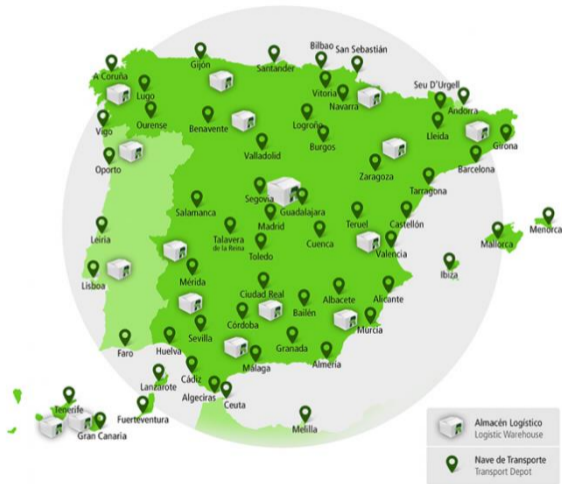 Bilbao
San Sebastián
Gijón
Santander
A Coruña
Seu D'Urgell
Andorra
Lugo
Vitoria
Navarra
Vigo
Ourense
Benavente
Logroño
Burgos
Lleida
Girona
Valladolid
Barcelona
Oporto
Zaragoza
Tarragona
Segovia
Guadalajara
Salamanca
Madrid
Teruel
Castellón
Menorca
Mallorca
Leiria
Talavera
de la Reina
Toledo
Cuenca
Valencia
Ibiza
Lisboa
Mérida
Ciudad Real
Albacete
Alicante
Córdoba
Bailén
Murcia
Sevilla
Faro
Huelva
Granada
Málaga
Almería
Cádiz
Lanzarote
Algeciras
Ceuta
Tenerife
Fuerteventura
Gran Canaria
Melilla
Almacén Logístico
Logistic Warehouse
Nave de Transporte
Transport Depot